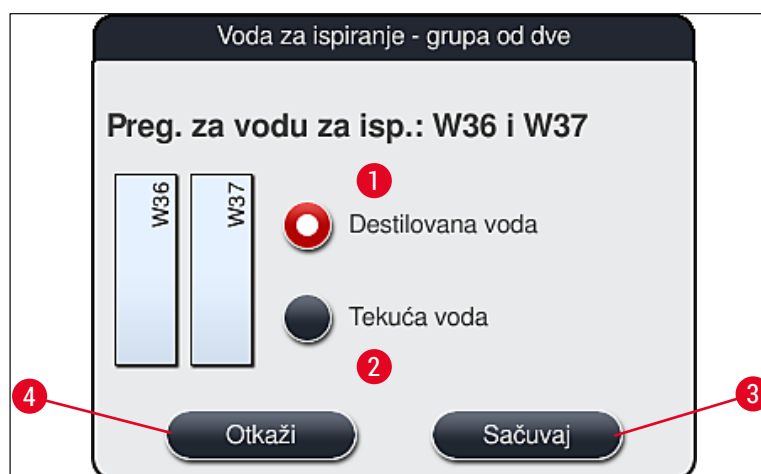 Voda za ispiranje - grupa od dve
Preg. za vodu za isp.: W36 i W37
W36
W37
1
Destilovana voda
Tekuća voda
2
4
Otkaži
Sačuvaj
3